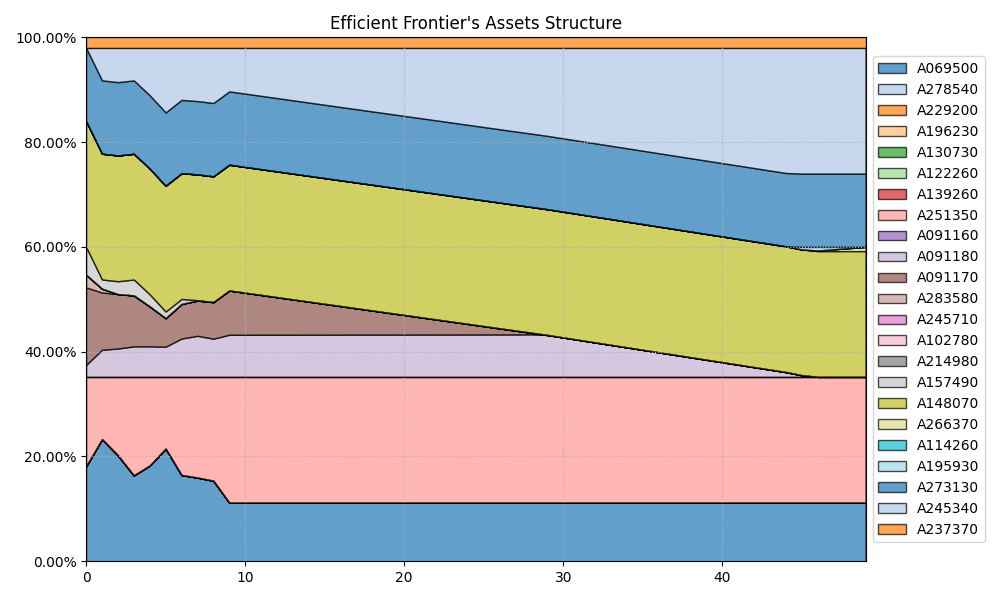 Efficient Frontier's Assets Structure
100.00%
80.00%
60.00%
40.00%
20.00%
0.00%
0
10
20
30
40
A069500
A278540
A229200
A196230
A130730
A122260
A139260
A251350
A091160
A091180
A091170
A283580
A245710
A102780
A214980
A157490
A148070
A266370
A114260
A195930
A273130
A245340
A237370